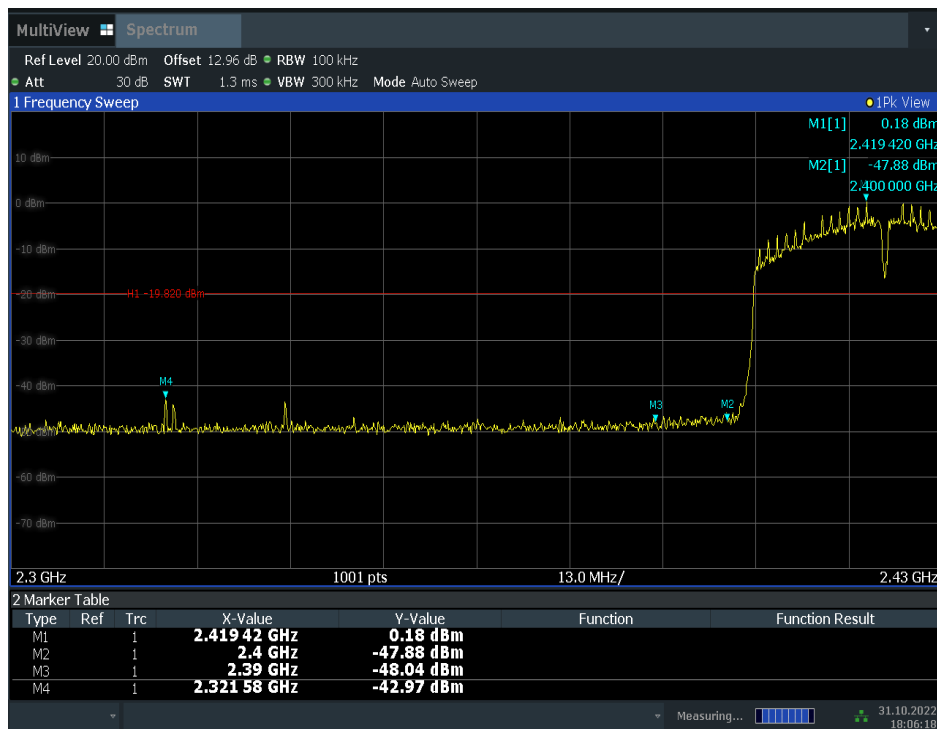 MultiView Spectrum
Ref Level 20.00 dBm Offset 12.96 dB RBW 100 kHz
Att 30 dB SWT 1.3 ms VBW 300 kHz Mode Auto Sweep
1 Frequency Sweep 1Pk View
M1[1] 0.18 dBm
2.419 420 GHz
10 dBm
M2[1] -47.88 dBm
2.400 000 GHz
0 dBm
-10 dBm
-20 dBm
H1 -19.820 dBm
-30 dBm
-40 dBm
M4
M3
M2
-50 dBm
-60 dBm
-70 dBm
2.3 GHz 1001 pts 13.0 MHz/ 2.43 GHz
2 Marker Table
Type Ref Trc X-Value Y-Value Function Function Result
M1 1 2.419 42 GHz 0.18 dBm
M2 1 2.4 GHz -47.88 dBm
M3 1 2.39 GHz -48.04 dBm
M4 1 2.321 58 GHz -42.97 dBm
Measuring... 31.10.2022
18:06:18